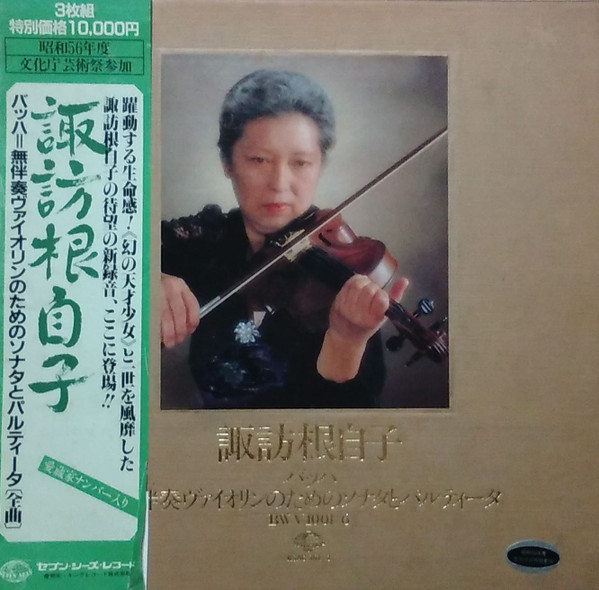 3枚組
特別価格10,000円
昭和56年度
文化庁芸術祭参加
躍動する生命感!《幻の天才少女》と一世を風靡した
諏訪根自子の待望の新録音、ここに登場!!
諏訪根自子
バッハ=無伴奏ヴァイオリンのためのソナタとパルティータ〔全曲〕
愛蔵家ナンバー入り
セブン・シーズ・レコード
諏訪根自子
バッハ
伴奏ヴァイオリンのためのソナタとパルティータ
BWV1001-6